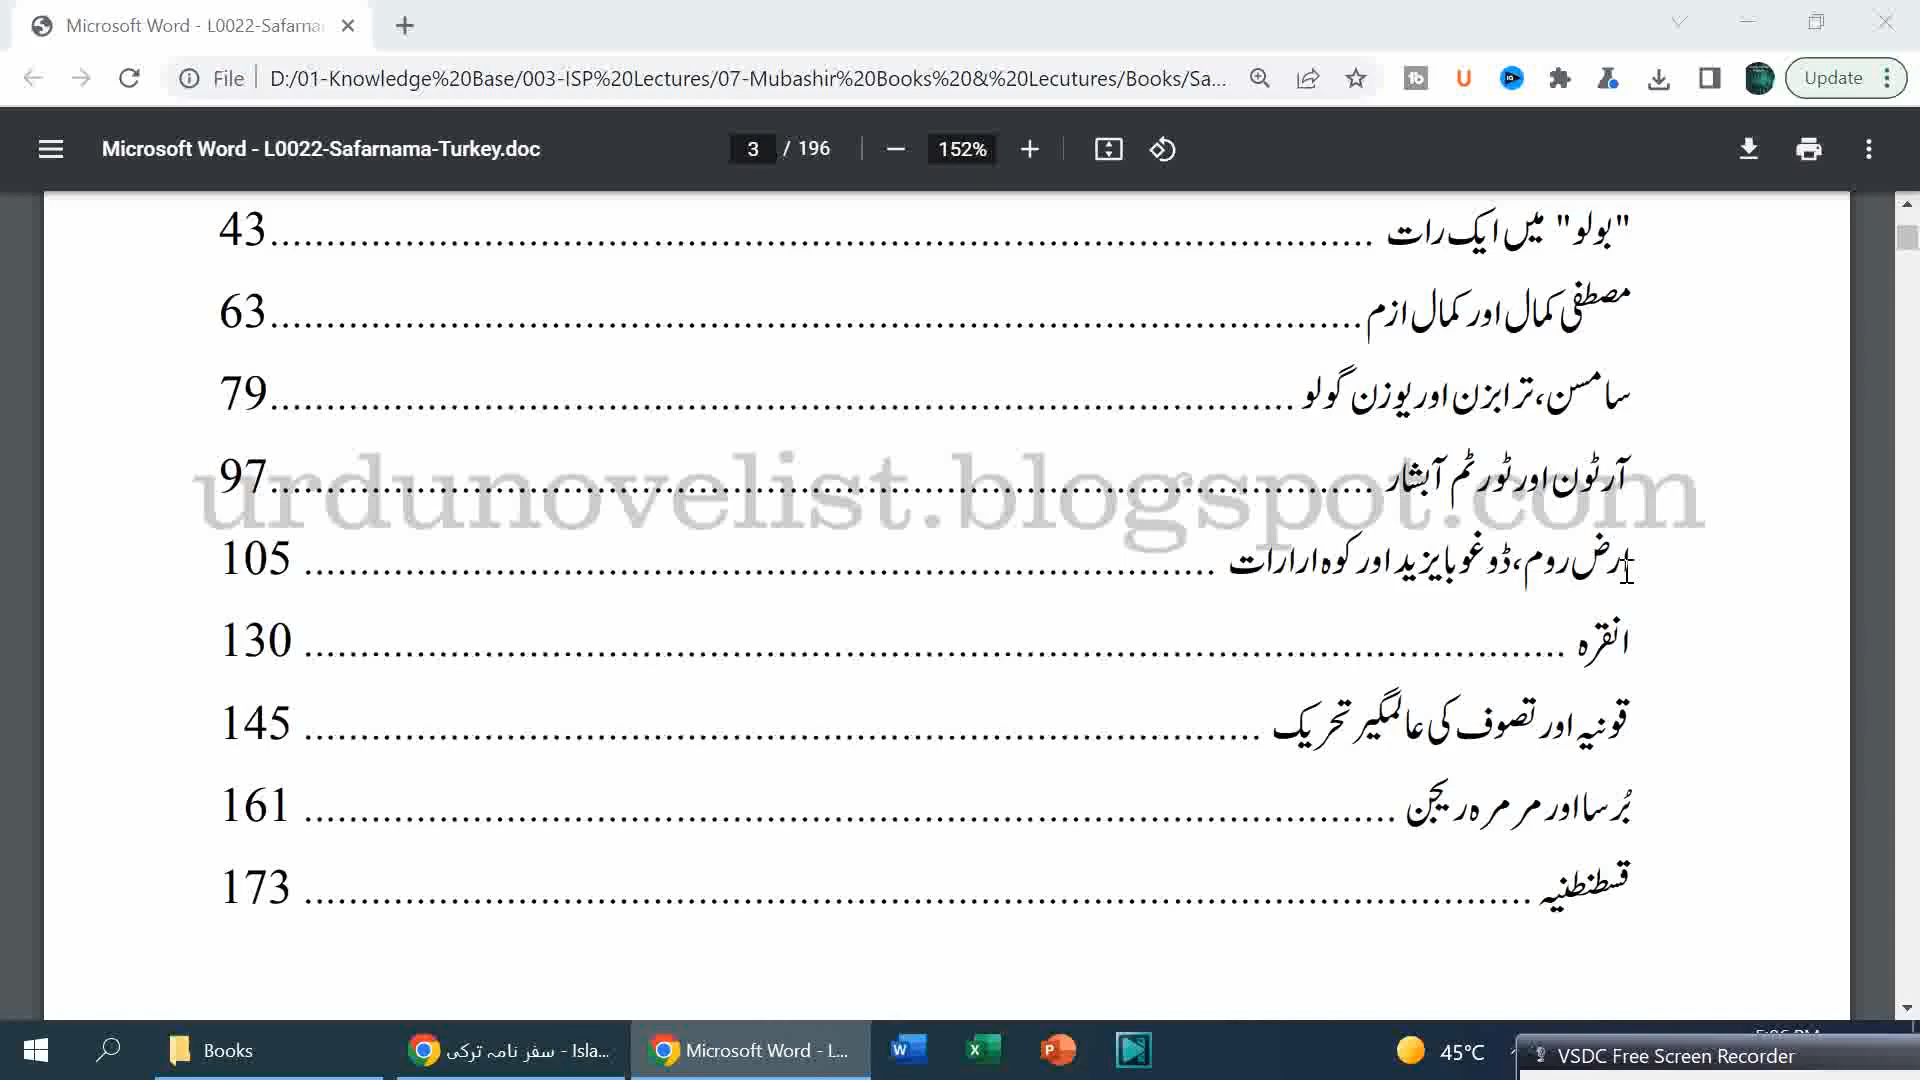 Microsoft Word - L0022-Safarna
File
D:/01-Knowledge%20Base/003-ISP%20Lectures/07-Mubashir%20Books%20&%20Lecutures/Books/Sa...
Update
Microsoft Word - L0022-Safarnama-Turkey.doc
3 / 196
152%
"بولو" میں ایک رات 43
مصطفی کمال اور کمال ازم 63
سامسن، ترابزن اور یوزن گولو 79
آرٹون اور ٹورٹم آبشار 97
urdunovelist.blogspot.com
ارض روم، ڈوغو بایزید اور کوہ ارارات 105
انقرہ 130
قونیہ اور تصوف کی عالمگیر تحریک 145
بُرسا اور مرمرہ ریجن 161
قسطنطنیہ 173
Books
سفر نامہ ترکی - Isla...
Microsoft Word - L...
45°C
VSDC Free Screen Recorder